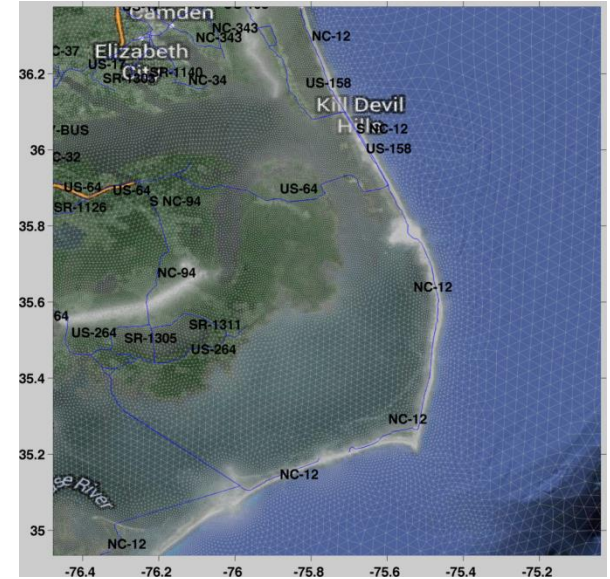 Camden
NC-343
NC-12
NC-343
C-37
Elizabeth
City
US-17
SR-1140
SR-1303
NC-34
US-158
Kill Devil
Hills
S NC-12
US-158
-BUS
C-32
US-64
US-64
US-64
SR-1126
S NC-94
NC-94
NC-12
64
US-264
SR-1311
SR-1305
US-264
NC-12
NC-12
se River
NC-12
36.2
36
35.8
35.6
35.4
35.2
35
-76.4
-76.2
-76
-75.8
-75.6
-75.4
-75.2